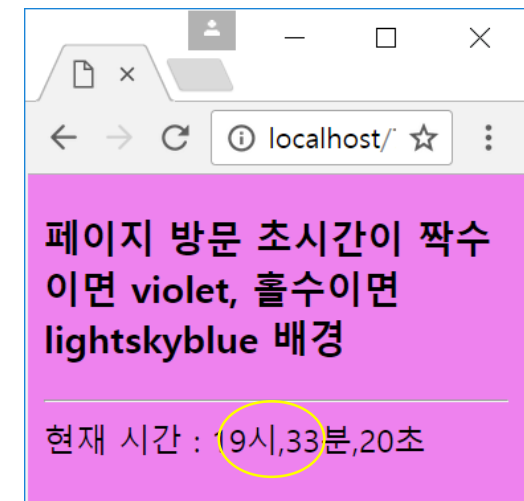 localhost/
페이지 방문 초시간이 짝수
이면 violet, 홀수이면
lightskyblue 배경
현재 시간 : 19시,33분,20초